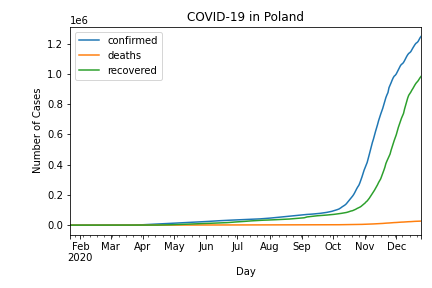 COVID-19 in Poland
1e6
confirmed
deaths
recovered
1.2
1.0
0.8
0.6
0.4
0.2
0.0
Number of Cases
Feb Mar Apr May Jun Jul Aug Sep Oct Nov Dec
2020
Day